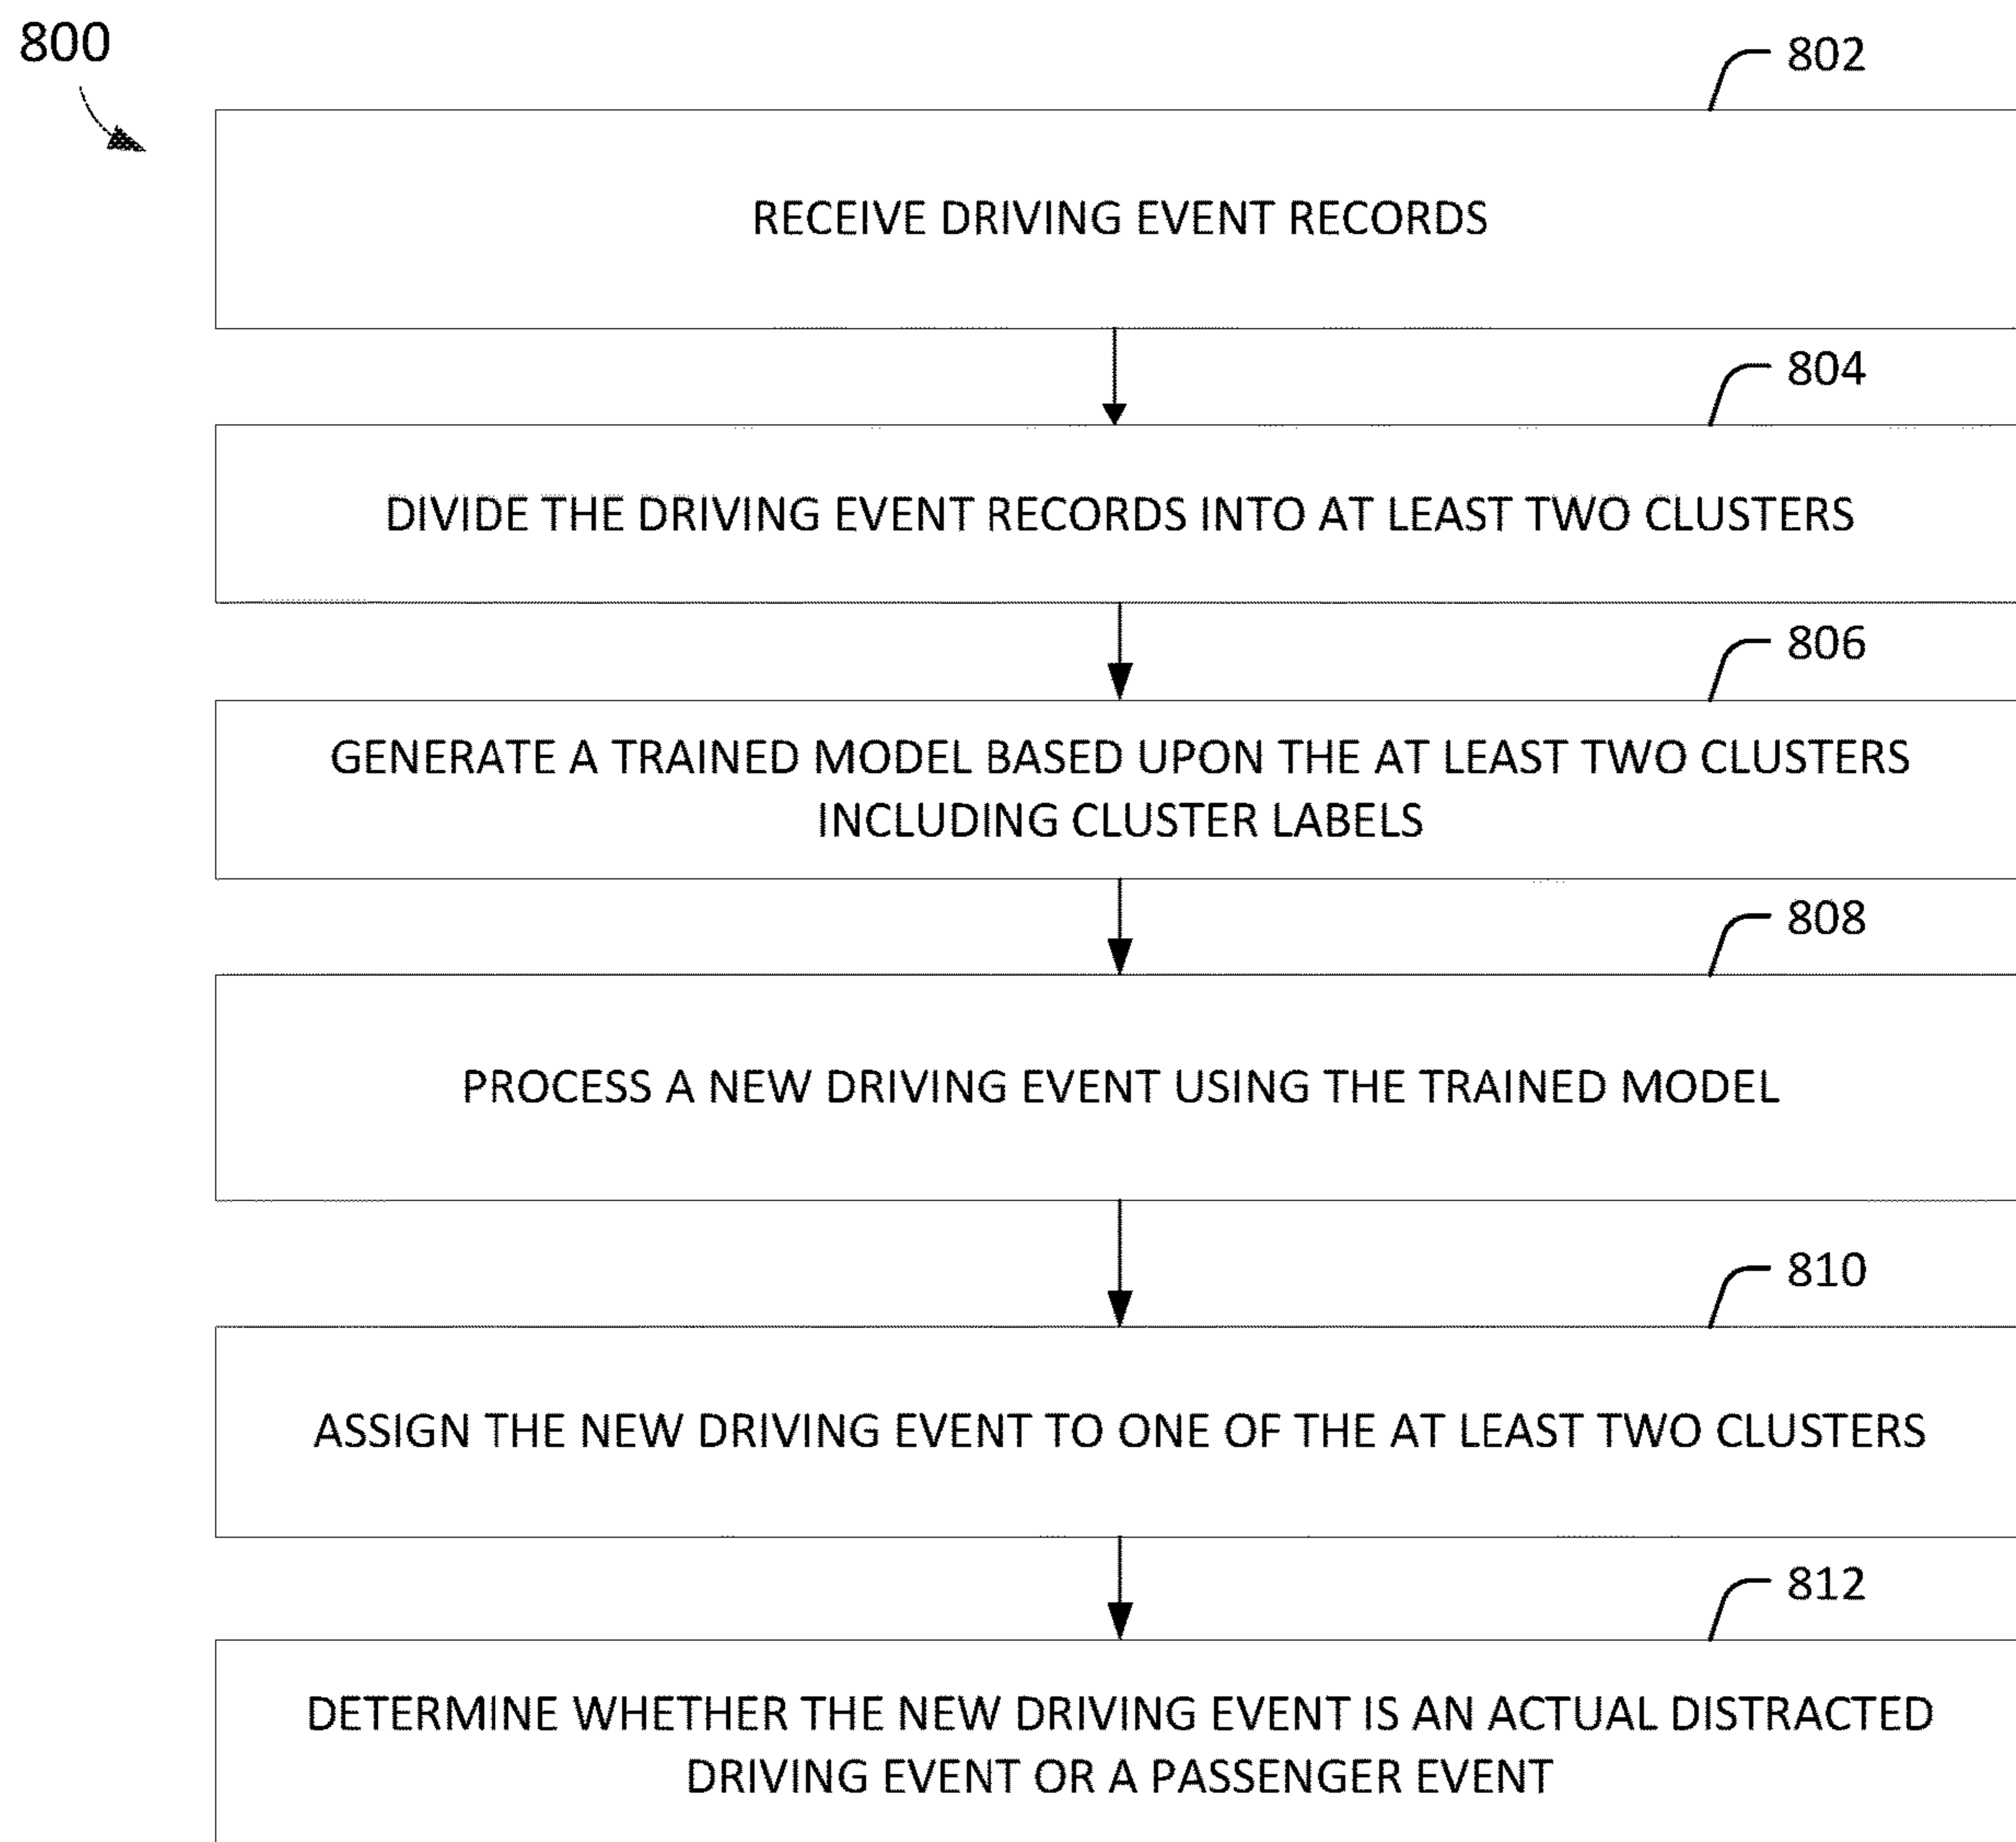 800
802
RECEIVE DRIVING EVENT RECORDS
804
DIVIDE THE DRIVING EVENT RECORDS INTO AT LEAST TWO CLUSTERS
806
GENERATE A TRAINED MODEL BASED UPON THE AT LEAST TWO CLUSTERS
INCLUDING CLUSTER LABELS
808
PROCESS A NEW DRIVING EVENT USING THE TRAINED MODEL
810
ASSIGN THE NEW DRIVING EVENT TO ONE OF THE AT LEAST TWO CLUSTERS
812
DETERMINE WHETHER THE NEW DRIVING EVENT IS AN ACTUAL DISTRACTED
DRIVING EVENT OR A PASSENGER EVENT